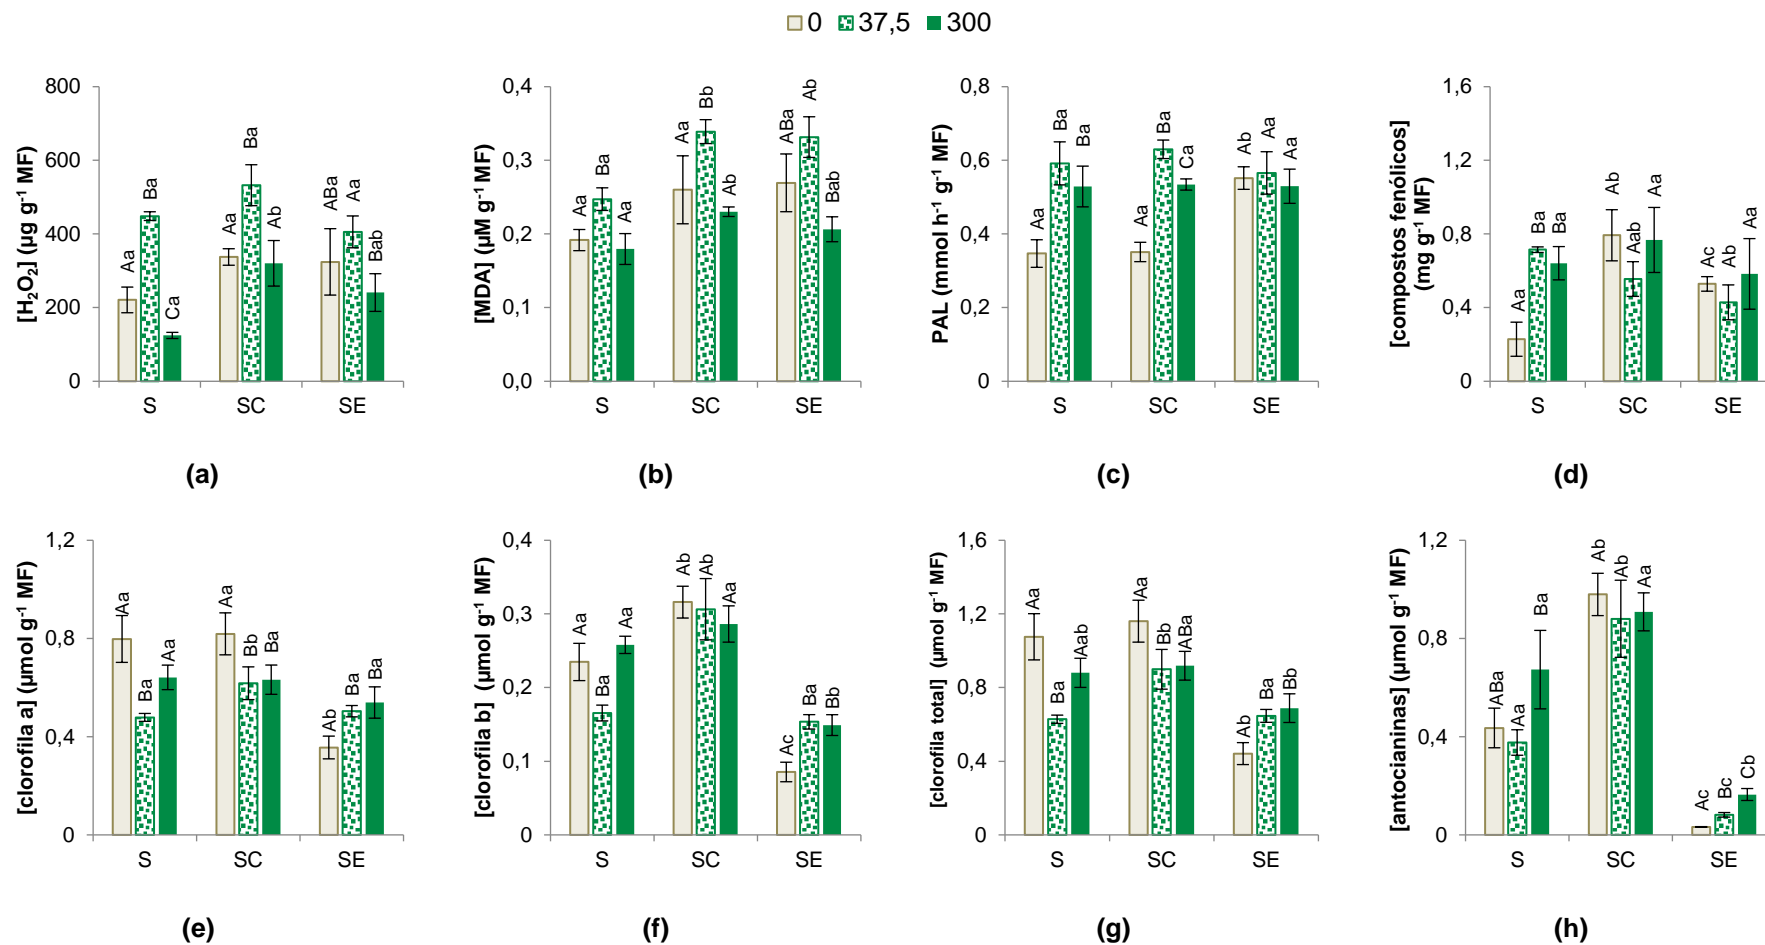 0 37,5 300
[H₂O₂] (µg g⁻¹ MF)
800
600
400
200
0
Aa Ba Ca
Aa Ba Ab
ABa Aa Bab
S SC SE
(a)
[MDA] (µM g⁻¹ MF)
0,4
0,3
0,2
0,1
0,0
Aa Ba Aa
Aa Bb Ab
ABa Ab Bab
S SC SE
(b)
PAL (mmol h⁻¹ g⁻¹ MF)
0,8
0,6
0,4
0,2
0
Aa Ba Ba
Aa Ba Ca
Ab Aa Aa
S SC SE
(c)
[compostos fenólicos]
(mg g⁻¹ MF)
1,6
1,2
0,8
0,4
0
Aa Ba Ba
Ab Aab Aa
Ac Ab Aa
S SC SE
(d)
[clorofila a] (µmol g⁻¹ MF)
1,2
0,8
0,4
0
Aa Ba Aa
Aa Bb Ba
Ab Ba Ba
S SC SE
(e)
[clorofila b] (µmol g⁻¹ MF)
0,4
0,3
0,2
0,1
0
Aa Ba Aa
Ab Ab Aa
Ac Ba Bb
S SC SE
(f)
[clorofila total] (µmol g⁻¹ MF)
1,6
1,2
0,8
0,4
0
Aa Ba Aab
Aa Bb ABa
Ab Ba Bb
S SC SE
(g)
[antocianinas] (µmol g⁻¹ MF)
1,2
0,8
0,4
0
ABa Aa Ba
Ab Ab Aa
Ac Bc Cb
S SC SE
(h)